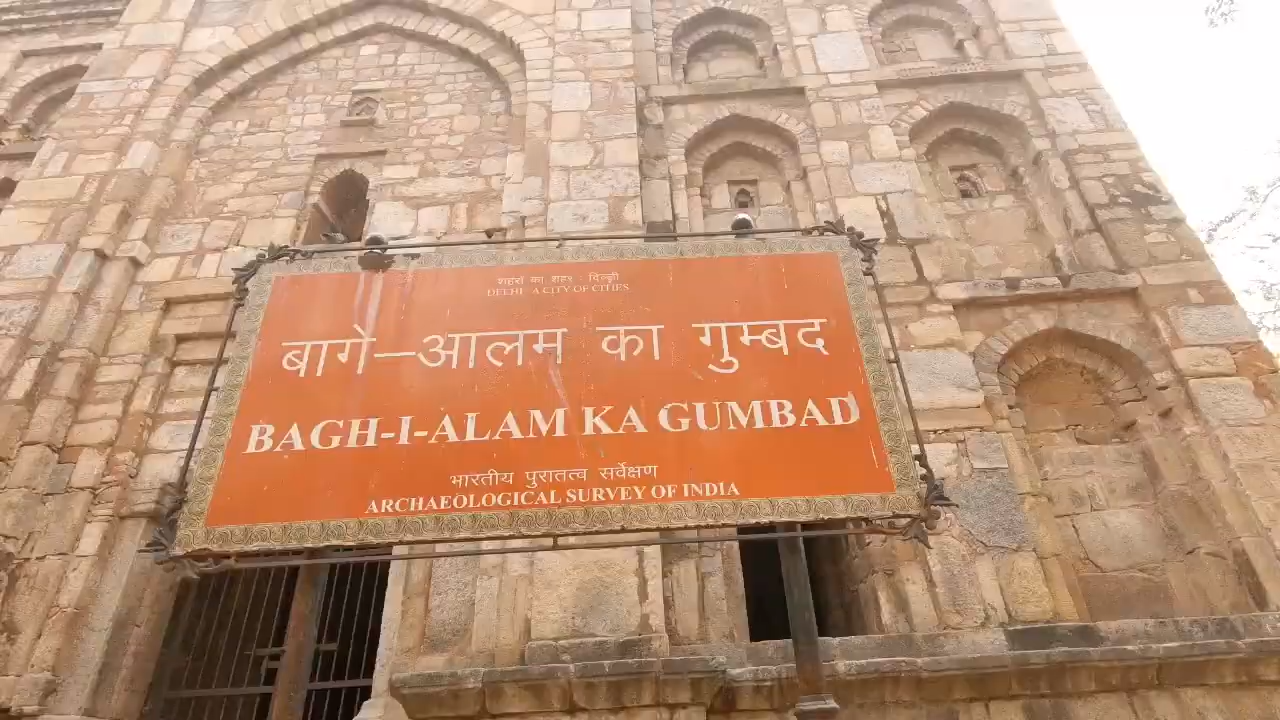 शहरों का शहर : दिल्ली
DELHI A CITY OF CITIES
बागे–आलम का गुम्बद
BAGH-I-ALAM KA GUMBAD
भारतीय पुरातत्व सर्वेक्षण
ARCHAEOLOGICAL SURVEY OF INDIA